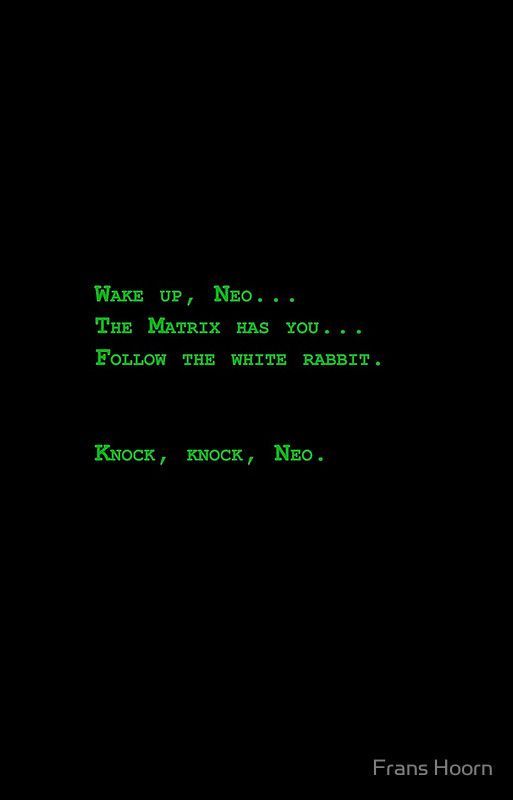 Wake up, Neo...
The Matrix has you...
Follow the white rabbit.
Knock, knock, Neo.
Frans Hoorn